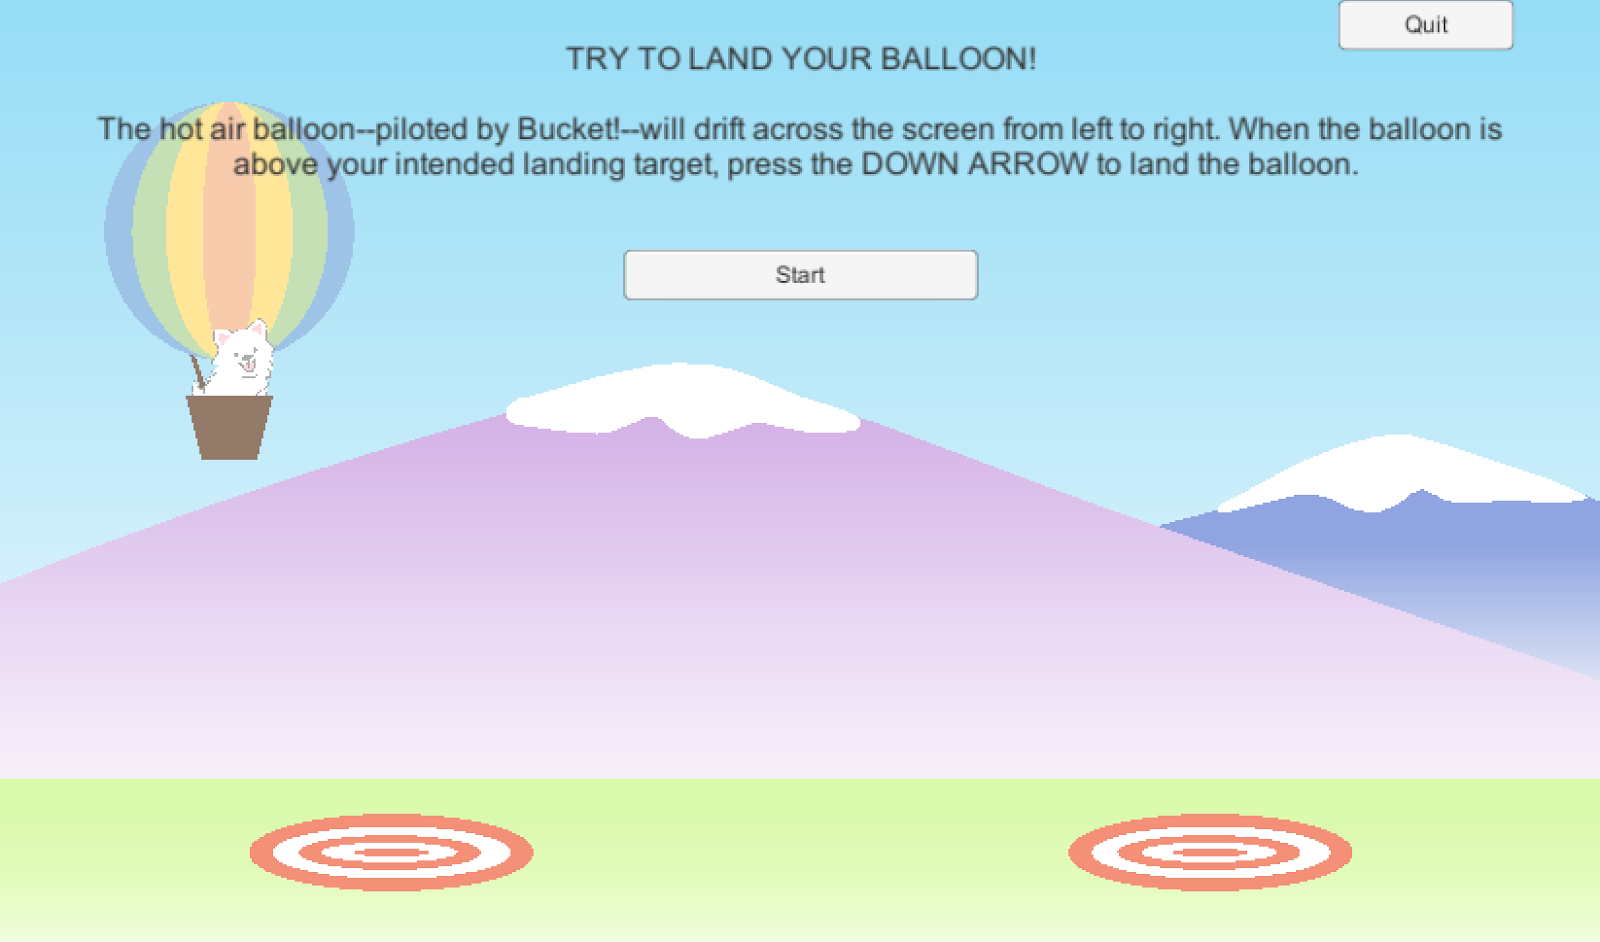 Quit
TRY TO LAND YOUR BALLOON!
The hot air balloon--piloted by Bucket!--will drift across the screen from left to right. When the balloon is
above your intended landing target, press the DOWN ARROW to land the balloon.
Start